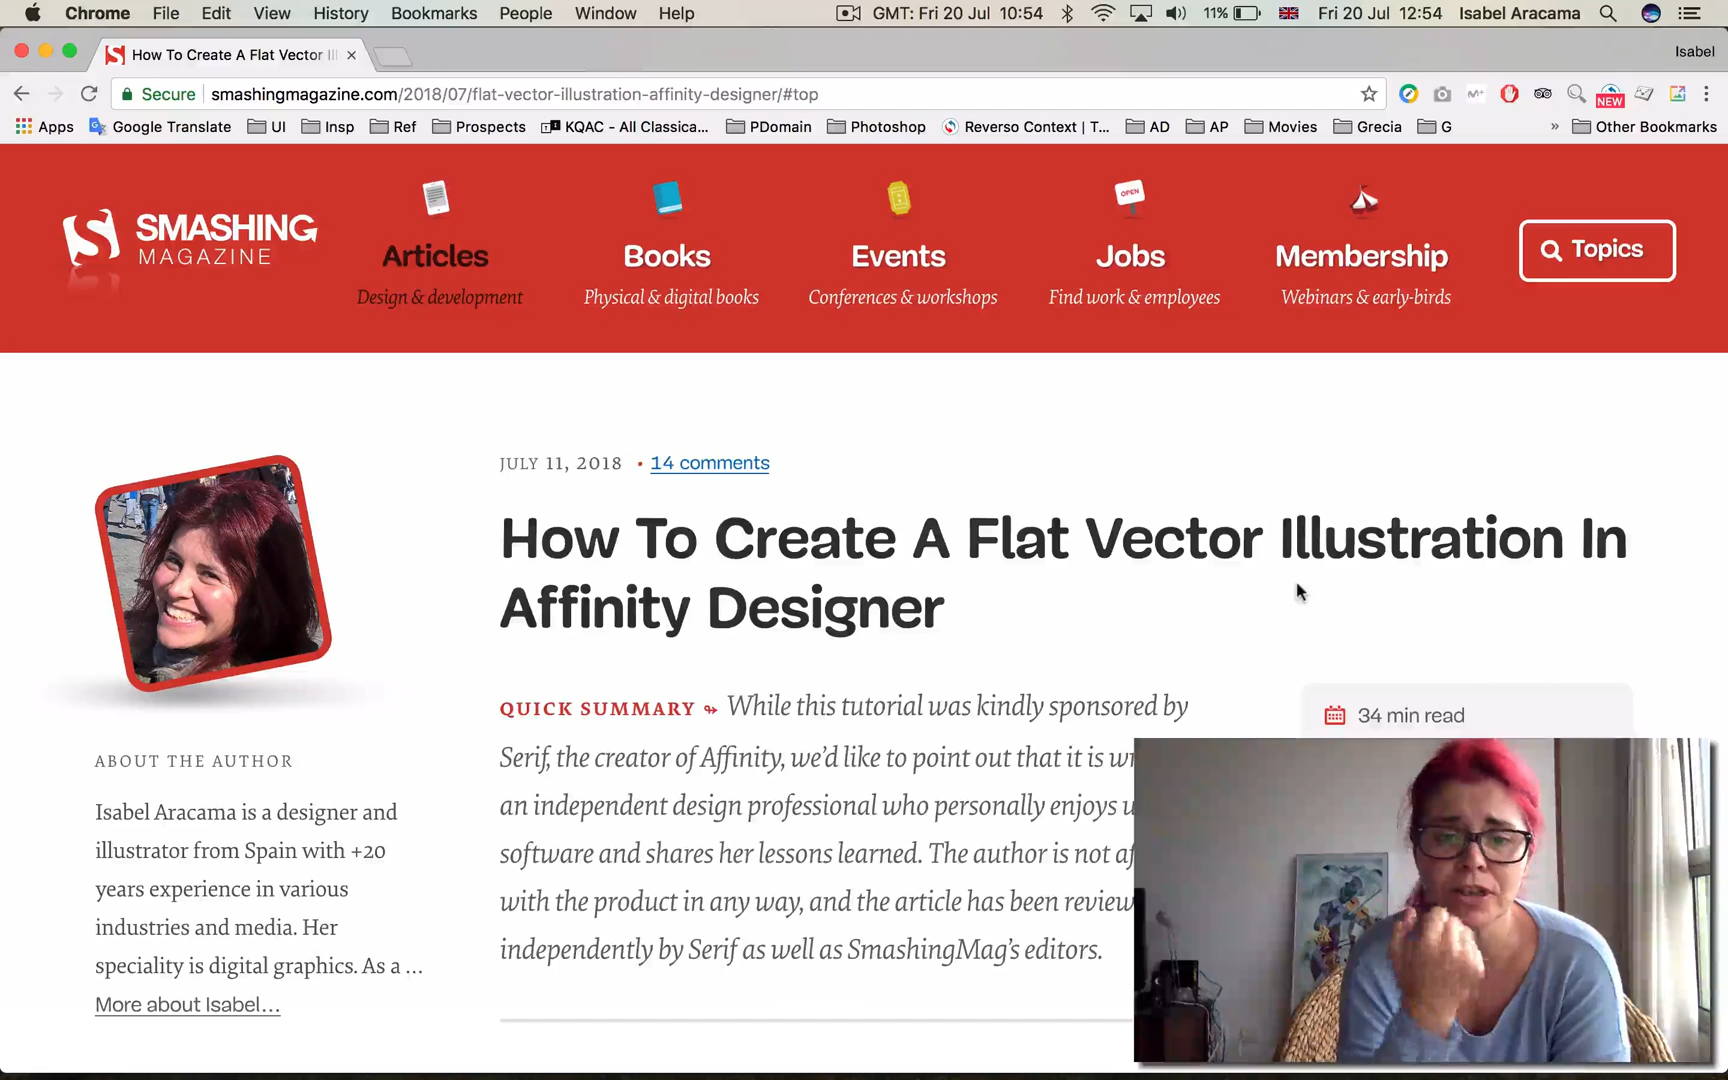 Chrome File Edit View History Bookmarks People Window Help GMT: Fri 20 Jul 10:54 11% Fri 20 Jul 12:54 Isabel Aracama
How To Create A Flat Vector Ill
Isabel
Secure smashingmagazine.com/2018/07/flat-vector-illustration-affinity-designer/#top
NEW
Apps Google Translate UI Insp Ref Prospects KQAC - All Classica... PDomain Photoshop Reverso Context | T... AD AP Movies Grecia G » Other Bookmarks
SMASHING
MAGAZINE
Articles
Design & development
Books
Physical & digital books
Events
Conferences & workshops
OPEN
Jobs
Find work & employees
Membership
Webinars & early-birds
Topics
JULY 11, 2018 • 14 comments
How To Create A Flat Vector Illustration In
Affinity Designer
QUICK SUMMARY ↬ While this tutorial was kindly sponsored by
Serif, the creator of Affinity, we'd like to point out that it is
an independent design professional who personally enjoys
software and shares her lessons learned. The author is not
with the product in any way, and the article has been
independently by Serif as well as SmashingMag's editors.
34 min read
ABOUT THE AUTHOR
Isabel Aracama is a designer and
illustrator from Spain with +20
years experience in various
industries and media. Her
speciality is digital graphics. As a ...
More about Isabel...